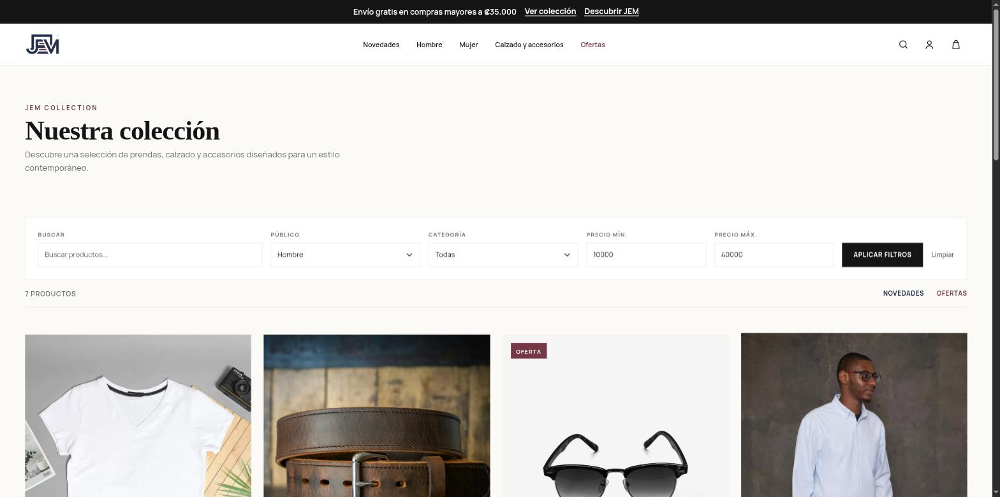 Envío gratis en compras mayores a ₡35.000 Ver colección Descubrir JEM
JEM Novedades Hombre Mujer Calzado y accesorios Ofertas
JEM COLLECTION
Nuestra colección
Descubre una selección de prendas, calzado y accesorios diseñados para un estilo
contemporáneo.
BUSCAR PÚBLICO CATEGORÍA PRECIO MÍN. PRECIO MÁX.
Buscar productos... Hombre Todas 10000 40000 APLICAR FILTROS Limpiar
7 PRODUCTOS NOVEDADES OFERTAS
OFERTA